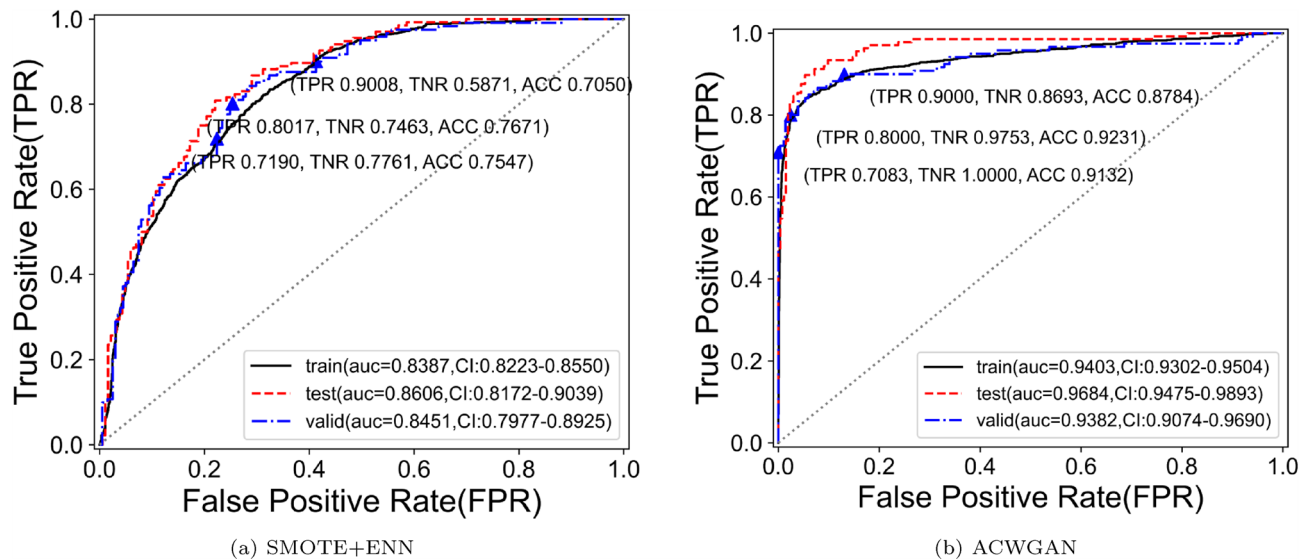 True Positive Rate(TPR)
1.0
0.8
0.6
0.4
0.2
0.0
(TPR 0.9008, TNR 0.5871, ACC 0.7050)
(TPR 0.8017, TNR 0.7463, ACC 0.7671)
(TPR 0.7190, TNR 0.7761, ACC 0.7547)
train(auc=0.8387,CI:0.8223-0.8550)
test(auc=0.8606,CI:0.8172-0.9039)
valid(auc=0.8451,CI:0.7977-0.8925)
0.0 0.2 0.4 0.6 0.8 1.0
False Positive Rate(FPR)
(a) SMOTE+ENN
True Positive Rate(TPR)
1.0
0.8
0.6
0.4
0.2
0.0
(TPR 0.9000, TNR 0.8693, ACC 0.8784)
(TPR 0.8000, TNR 0.9753, ACC 0.9231)
(TPR 0.7083, TNR 1.0000, ACC 0.9132)
train(auc=0.9403,CI:0.9302-0.9504)
test(auc=0.9684,CI:0.9475-0.9893)
valid(auc=0.9382,CI:0.9074-0.9690)
0.0 0.2 0.4 0.6 0.8 1.0
False Positive Rate(FPR)
(b) ACWGAN